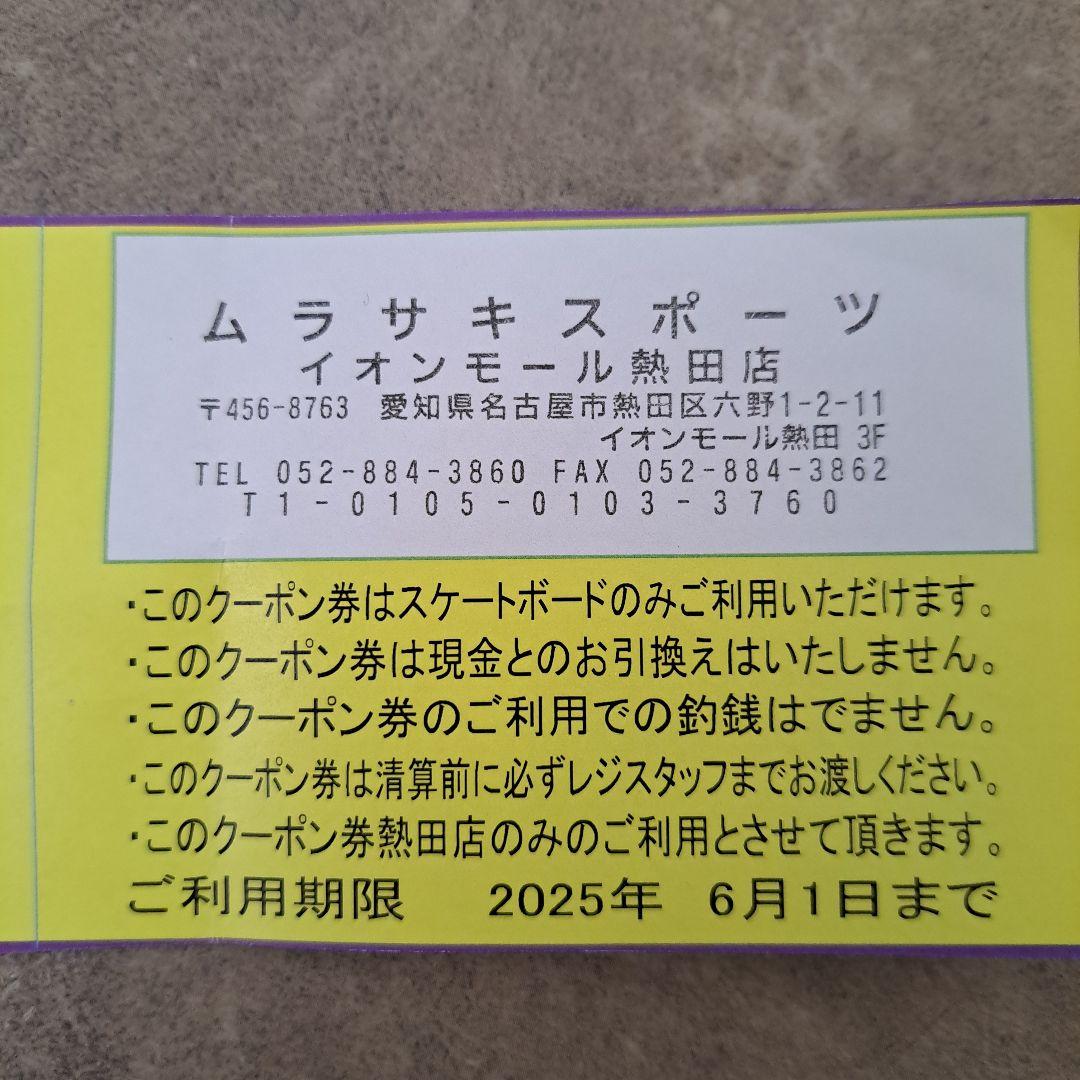 ムラサキスポーツ
イオンモール熱田店
〒456-8763 愛知県名古屋市熱田区六野1-2-11
イオンモール熱田 3F
TEL 052-884-3860 FAX 052-884-3862
T1-0105-0103-3760
・このクーポン券はスケートボードのみご利用いただけます。
・このクーポン券は現金とのお引換えはいたしません。
・このクーポン券のご利用での釣銭はでません。
・このクーポン券は清算前に必ずレジスタッフまでお渡しください。
・このクーポン券熱田店のみのご利用とさせて頂きます。
ご利用期限 2025年 6月1日まで